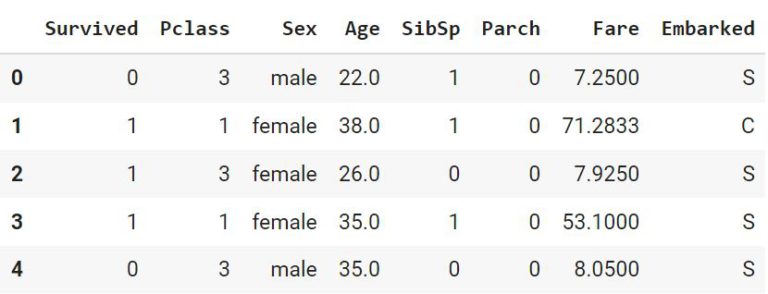 Survived Pclass Sex Age SibSp Parch Fare Embarked
0 0 3 male 22.0 1 0 7.2500 S
1 1 1 female 38.0 1 0 71.2833 C
2 1 3 female 26.0 0 0 7.9250 S
3 1 1 female 35.0 1 0 53.1000 S
4 0 3 male 35.0 0 0 8.0500 S